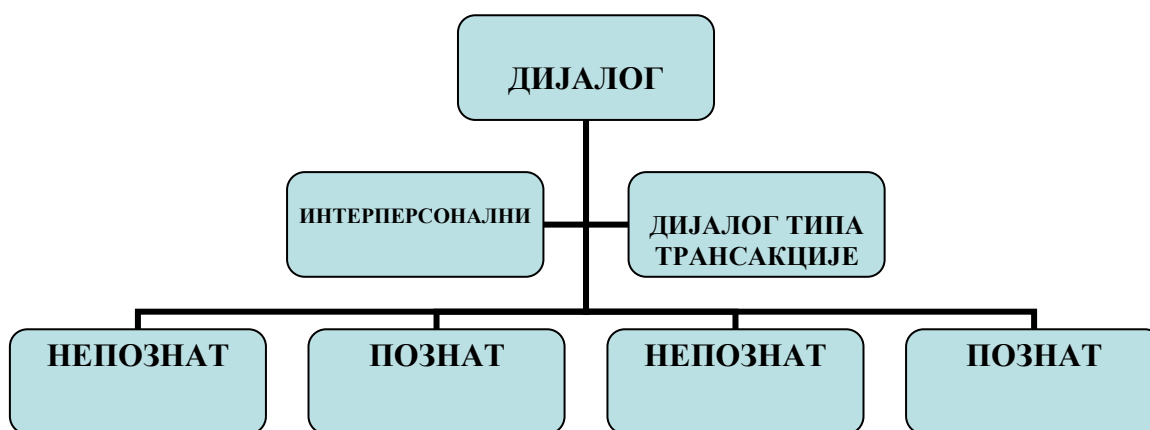 ДИЈАЛОГ
ИНТЕРПЕРСОНАЛНИ
ДИЈАЛОГ ТИПА
ТРАНСАКЦИЈЕ
НЕПОЗНАТ
ПОЗНАТ
НЕПОЗНАТ
ПОЗНАТ